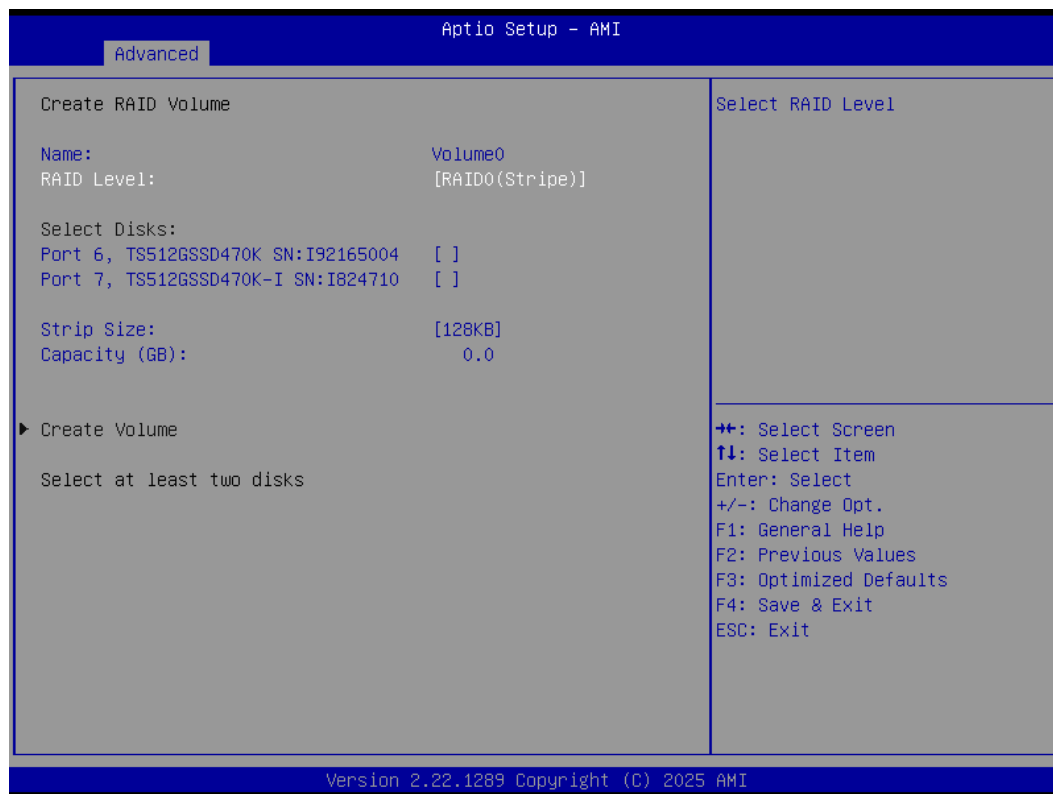 Aptio Setup – AMI
Advanced
Create RAID Volume
Name: Volume0
RAID Level: [RAID0(Stripe)]
Select Disks:
Port 6, TS512GSSD470K SN:I92165004 [ ]
Port 7, TS512GSSD470K-I SN:I824710 [ ]
Strip Size: [128KB]
Capacity (GB): 0.0
▶ Create Volume
Select at least two disks
Select RAID Level
→←: Select Screen
↑↓: Select Item
Enter: Select
+/-: Change Opt.
F1: General Help
F2: Previous Values
F3: Optimized Defaults
F4: Save & Exit
ESC: Exit
Version 2.22.1289 Copyright (C) 2025 AMI